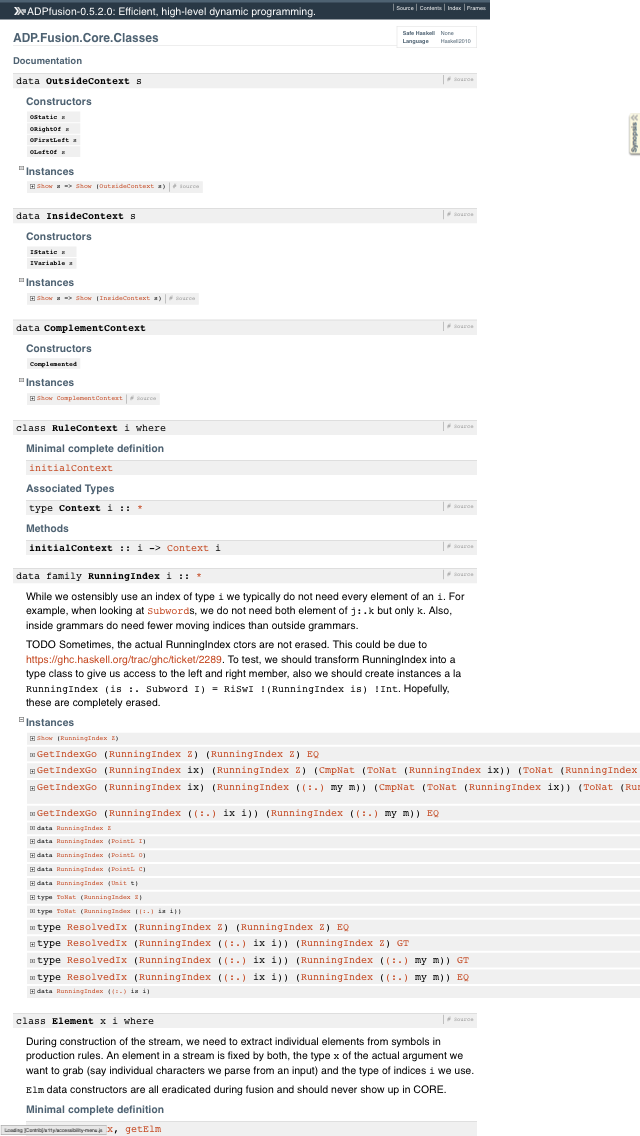 ADPfusion-0.5.2.0: Efficient, high-level dynamic programming.
Source | Contents | Index | Frames
ADP.Fusion.Core.Classes
Safe Haskell None
Language Haskell2010
Synopsis
Documentation
data OutsideContext s
# Source
Constructors
OStatic s
ORightOf s
OFirstLeft s
OLeftOf s
Instances
Show s => Show (OutsideContext s) # Source
data InsideContext s
# Source
Constructors
IStatic s
IVariable s
Instances
Show s => Show (InsideContext s) # Source
data ComplementContext
# Source
Constructors
Complemented
Instances
Show ComplementContext # Source
class RuleContext i where
# Source
Minimal complete definition
initialContext
Associated Types
type Context i :: *
Methods
initialContext :: i -> Context i
data family RunningIndex i :: *
# Source
While we ostensibly use an index of type i we typically do not need every element of an i. For
example, when looking at Subwords, we do not need both element of j:.k but only k. Also,
inside grammars do need fewer moving indices than outside grammars.
TODO Sometimes, the actual RunningIndex ctors are not erased. This could be due to
https://ghc.haskell.org/trac/ghc/ticket/2289. To test, we should transform RunningIndex into a
type class to give us access to the left and right member, also we should create instances a la
RunningIndex (is :. Subword I) = RiSwI !(RunningIndex is) !Int. Hopefully,
these are completely erased.
Instances
Show (RunningIndex Z)
GetIndexGo (RunningIndex Z) (RunningIndex Z) EQ
GetIndexGo (RunningIndex ix) (RunningIndex Z) (CmpNat (ToNat (RunningIndex ix)) (ToNat (RunningIndex
GetIndexGo (RunningIndex ix) (RunningIndex ((:.) my m)) (CmpNat (ToNat (RunningIndex ix)) (ToNat (Run
GetIndexGo (RunningIndex ((:.) ix i)) (RunningIndex ((:.) my m)) EQ
data RunningIndex Z
data RunningIndex (PointL I)
data RunningIndex (PointL O)
data RunningIndex (PointL C)
data RunningIndex (Unit t)
type ToNat (RunningIndex Z)
type ToNat (RunningIndex ((:.) is i))
type ResolvedIx (RunningIndex Z) (RunningIndex Z) EQ
type ResolvedIx (RunningIndex ((:.) ix i)) (RunningIndex Z) GT
type ResolvedIx (RunningIndex ((:.) ix i)) (RunningIndex ((:.) my m)) GT
type ResolvedIx (RunningIndex ((:.) ix i)) (RunningIndex ((:.) my m)) EQ
data RunningIndex ((:.) is i)
class Element x i where
# Source
During construction of the stream, we need to extract individual elements from symbols in
production rules. An element in a stream is fixed by both, the type x of the actual argument we
want to grab (say individual characters we parse from an input) and the type of indices i we use.
Elm data constructors are all eradicated during fusion and should never show up in CORE.
Minimal complete definition
Loading [Contrib]/a11y/accessibility-menu.js
x, getElm